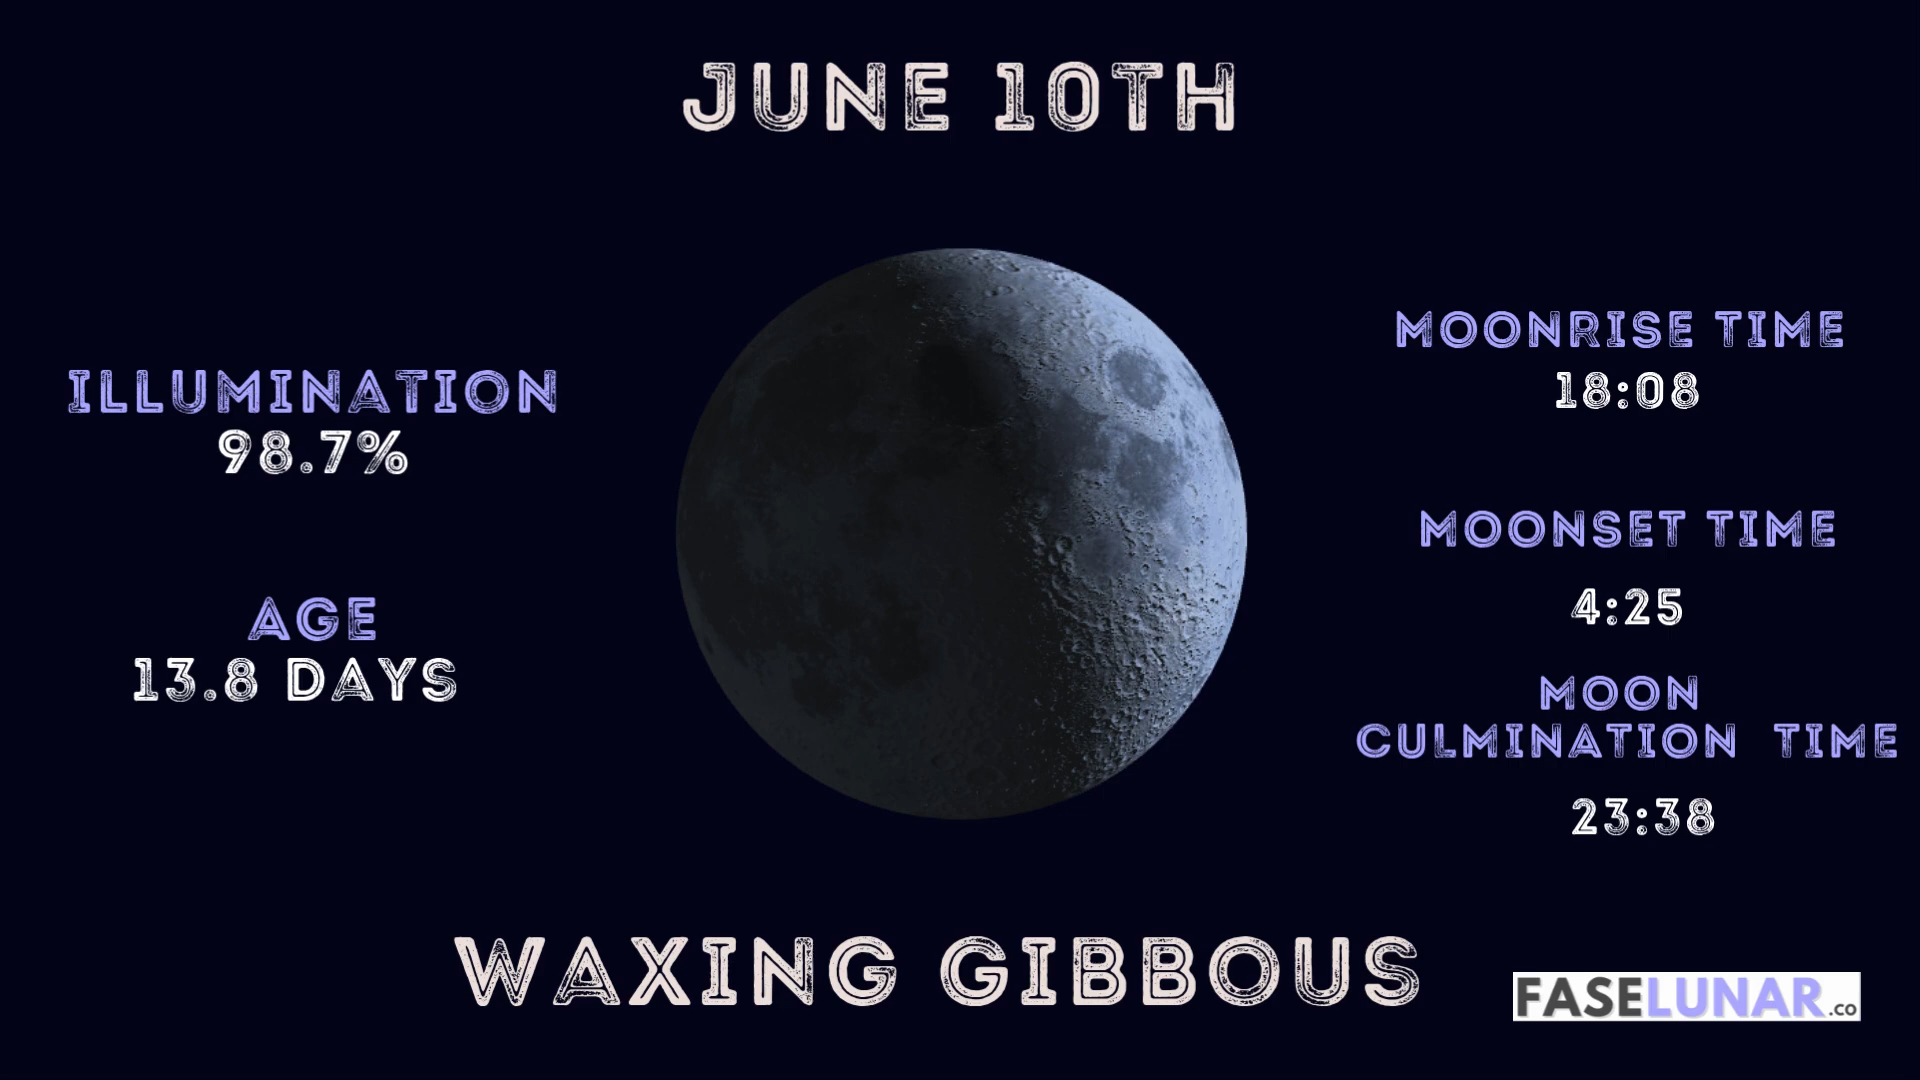 JUNE 10TH
ILLUMINATION
98.7%
AGE
13.8 DAYS
MOONRISE TIME
18:08
MOONSET TIME
4:25
MOON
CULMINATION TIME
23:38
WAXING GIBBOUS
FASELUNAR.co